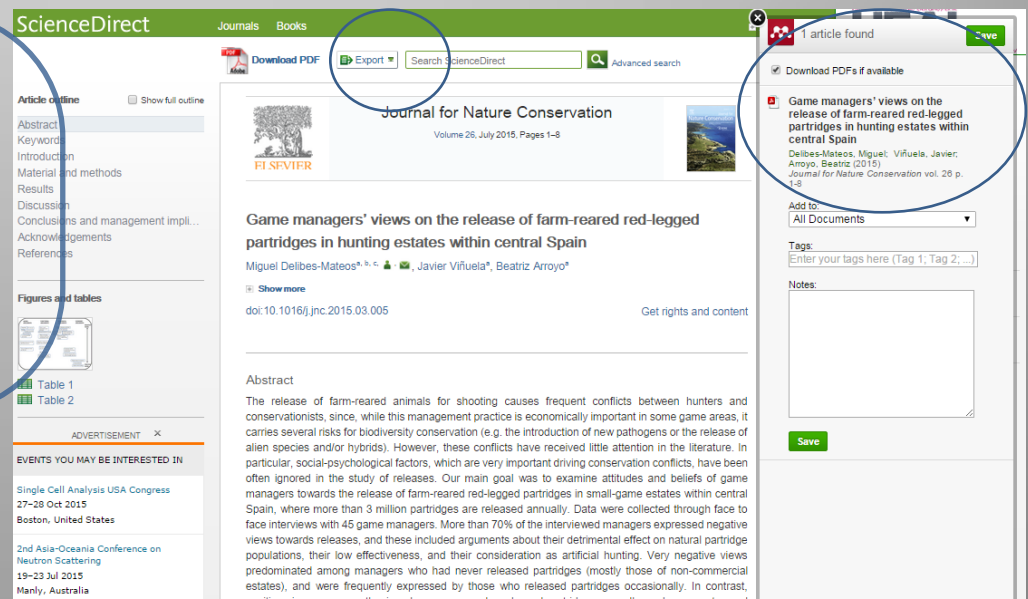 ScienceDirect
Journals Books
Download PDF
Export
Search ScienceDirect
Advanced search
Article outline
Show full outline
Abstract
Keywords
Introduction
Material and methods
Results
Discussion
Conclusions and management impli...
Acknowledgements
References
Figures and tables
Table 1
Table 2
ADVERTISEMENT
EVENTS YOU MAY BE INTERESTED IN
Single Cell Analysis USA Congress
27–28 Oct 2015
Boston, United States
2nd Asia-Oceania Conference on
Neutron Scattering
19–23 Jul 2015
Manly, Australia
ELSEVIER
Journal for Nature Conservation
Volume 26, July 2015, Pages 1–8
Game managers' views on the release of farm-reared red-legged
partridges in hunting estates within central Spain
Miguel Delibes-Mateos a, b, c, Javier Viñuela a, Beatriz Arroyo a
Show more
doi:10.1016/j.jnc.2015.03.005
Get rights and content
Abstract
The release of farm-reared animals for shooting causes frequent conflicts between hunters and
conservationists, since, while this management practice is economically important in some game areas, it
carries several risks for biodiversity conservation (e.g. the introduction of new pathogens or the release of
alien species and/or hybrids). However, these conflicts have received little attention in the literature. In
particular, social-psychological factors, which are very important driving conservation conflicts, have been
often ignored in the study of releases. Our main goal was to examine attitudes and beliefs of game
managers towards the release of farm-reared red-legged partridges in small-game estates within central
Spain, where more than 3 million partridges are released annually. Data were collected through face to
face interviews with 45 game managers. More than 70% of the interviewed managers expressed negative
views towards releases, and these included arguments about their detrimental effect on natural partridge
populations, their low effectiveness, and their consideration as artificial hunting. Very negative views
predominated among managers who had never released partridges (mostly those of non-commercial
estates), and were frequently expressed by those who released partridges occasionally. In contrast,
1 article found
Save
Download PDFs if available
Game managers' views on the
release of farm-reared red-legged
partridges in hunting estates within
central Spain
Delibes-Mateos, Miguel; Viñuela, Javier;
Arroyo, Beatriz (2015)
Journal for Nature Conservation vol. 26 p.
1-8
Add to:
All Documents
Tags:
Enter your tags here (Tag 1; Tag 2; ...)
Notes:
Save